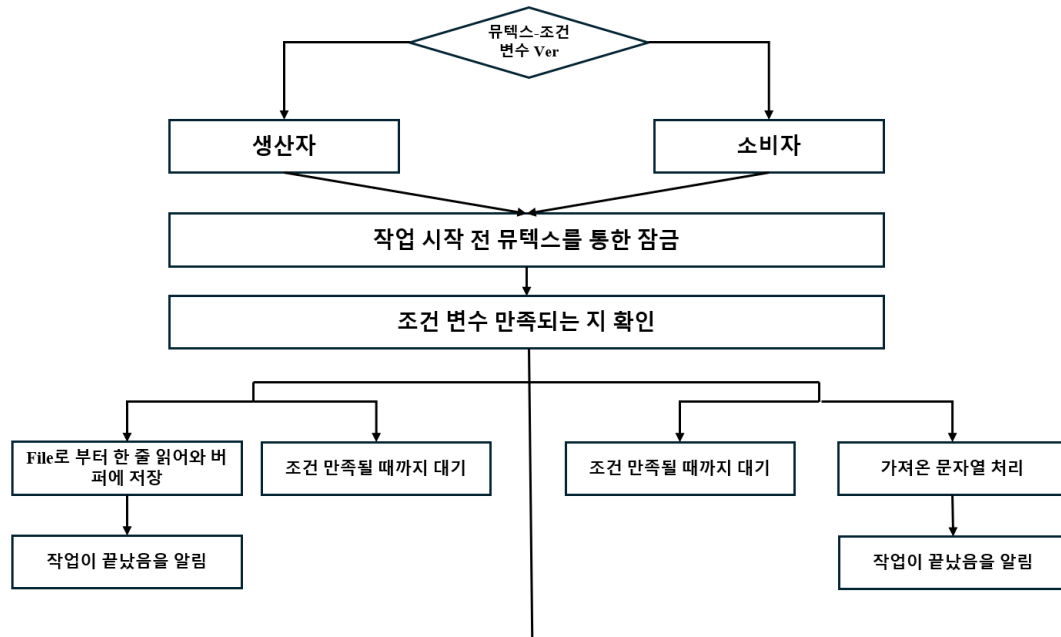 뮤텍스-조건
변수 Ver
생산자
소비자
작업 시작 전 뮤텍스를 통한 잠금
조건 변수 만족되는 지 확인
File로 부터 한 줄 읽어와 버
퍼에 저장
조건 만족될 때까지 대기
조건 만족될 때까지 대기
가져온 문자열 처리
작업이 끝났음을 알림
작업이 끝났음을 알림